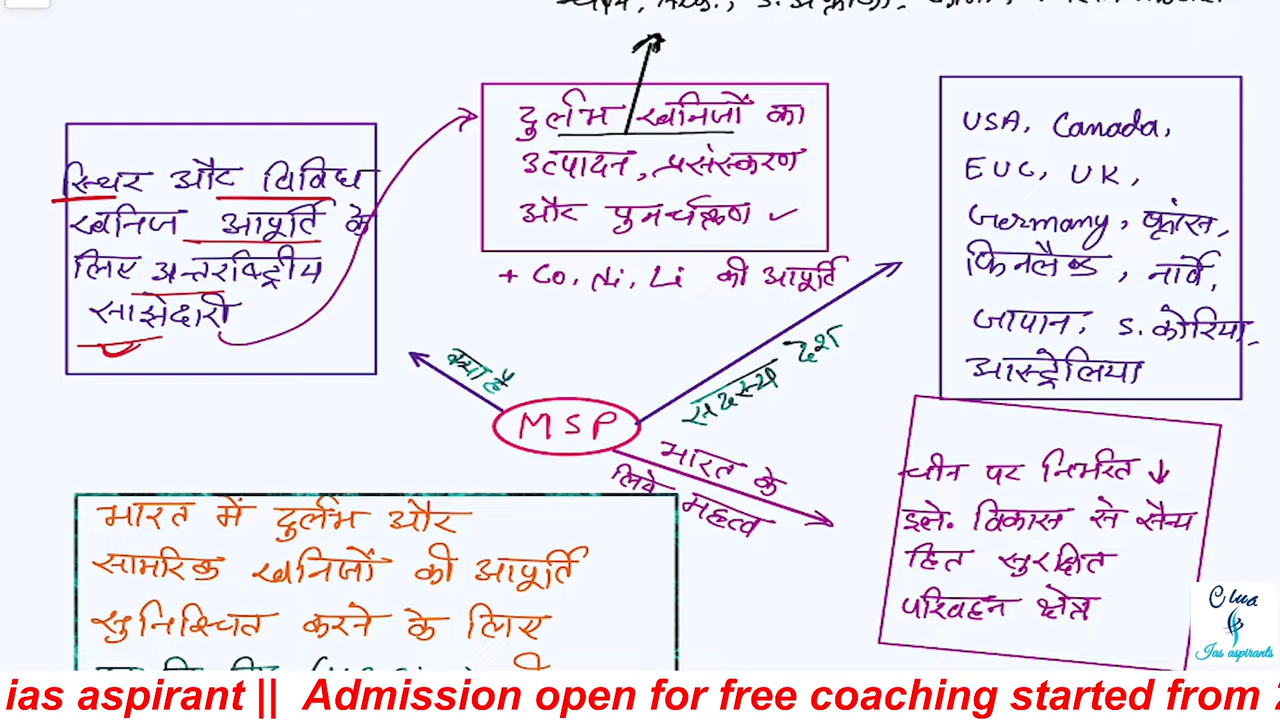 स्थिर और विविध
खनिज आपूर्ति के
लिए अन्तर्राष्ट्रीय
साझेदारी
दुर्लभ खनिजों का
उत्पादन, प्रसंस्करण
और पुनर्चक्रण
+ Co, Ni, Li की आपूर्ति
USA, Canada,
EUC, UK,
Germany, फ्रांस,
फिनलैण्ड, नार्वे,
जापान, S. कोरिया,
आस्ट्रेलिया
क्या है
MSP
सदस्य देश
भारत के
लिये महत्व
चीन पर निर्भरता ↓
इले. विकास से सैन्य
हित सुरक्षित
परिवहन क्षेत्र
भारत में दुर्लभ और
सामरिक खनिजों की आपूर्ति
सुनिश्चित करने के लिए
Clua
Ias aspirants
ias aspirant || Admission open for free coaching started from